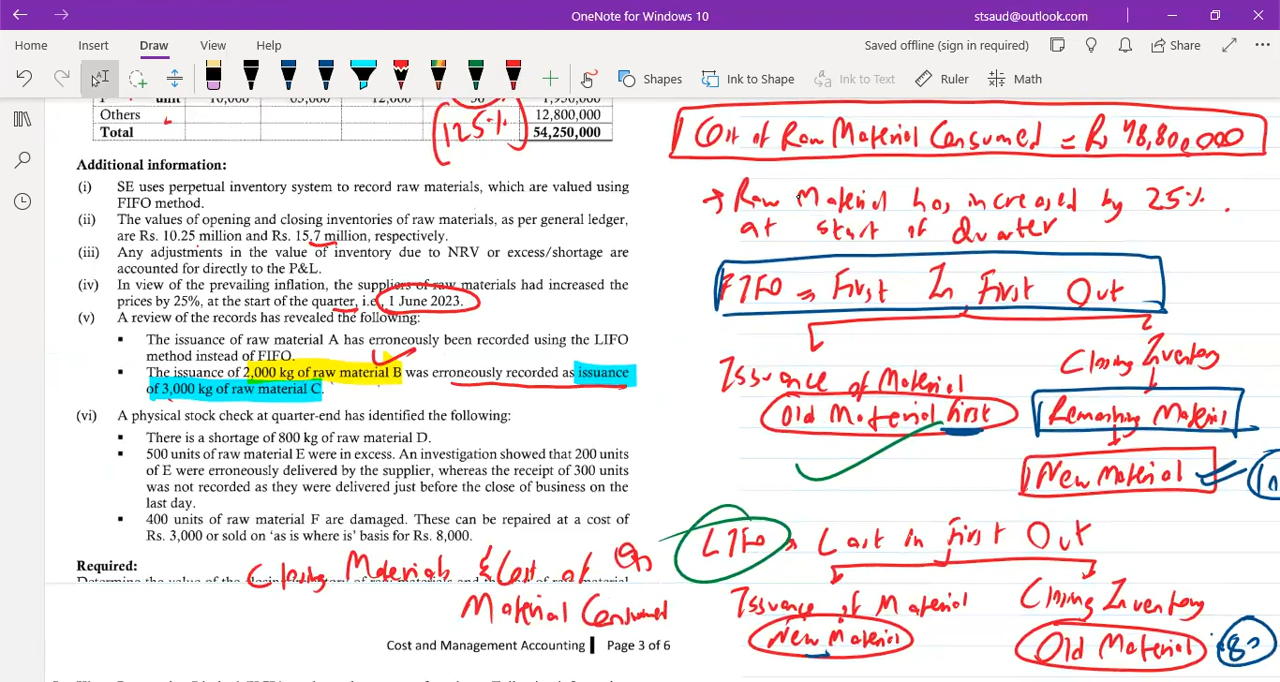 OneNote for Windows 10
stsaud@outlook.com
Home Insert Draw View Help
Saved offline (sign in required) Share
Shapes Ink to Shape Ink to Text Ruler Math
unit 10,000 12,000 50
Others 12,800,000
Total 54,250,000
(125%)
Additional information:
(i) SE uses perpetual inventory system to record raw materials, which are valued using
FIFO method.
(ii) The values of opening and closing inventories of raw materials, as per general ledger,
are Rs. 10.25 million and Rs. 15.7 million, respectively.
(iii) Any adjustments in the value of inventory due to NRV or excess/shortage are
accounted for directly to the P&L.
(iv) In view of the prevailing inflation, the suppliers of raw materials had increased the
prices by 25%, at the start of the quarter, i.e. 1 June 2023.
(v) A review of the records has revealed the following:
▪ The issuance of raw material A has erroneously been recorded using the LIFO
method instead of FIFO.
▪ The issuance of 2,000 kg of raw material B was erroneously recorded as issuance
of 3,000 kg of raw material C.
(vi) A physical stock check at quarter-end has identified the following:
▪ There is a shortage of 800 kg of raw material D.
▪ 500 units of raw material E were in excess. An investigation showed that 200 units
of E were erroneously delivered by the supplier, whereas the receipt of 300 units
was not recorded as they were delivered just before the close of business on the
last day.
▪ 400 units of raw material F are damaged. These can be repaired at a cost of
Rs. 3,000 or sold on 'as is where is' basis for Rs. 8,000.
Required:
Closing Materials & Cost of
Material Consumed
Cost and Management Accounting Page 3 of 6
Cost of Raw Material Consumed = Rs 48,800,000
→ Raw Material has increased by 25%.
at start of Quarter
FIFO → First In First Out
Issuance of Material
Old Material First
Closing Inventory
Remaining Material
New Material
LIFO → Last in First Out
Issuance of Material
New Material
Closing Inventory
Old Material